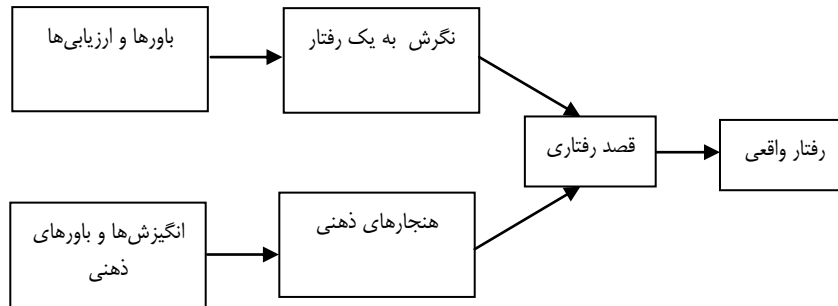 باورها و ارزیابی‌ها
نگرش به یک رفتار
قصد رفتاری
رفتار واقعی
انگیزش‌ها و باورهای
ذهنی
هنجارهای ذهنی